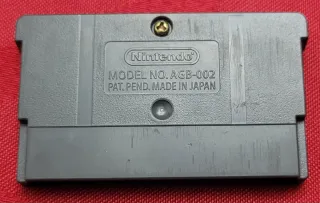 Nintendo
MODEL NO. AGB-002
PAT. PEND. MADE IN JAPAN